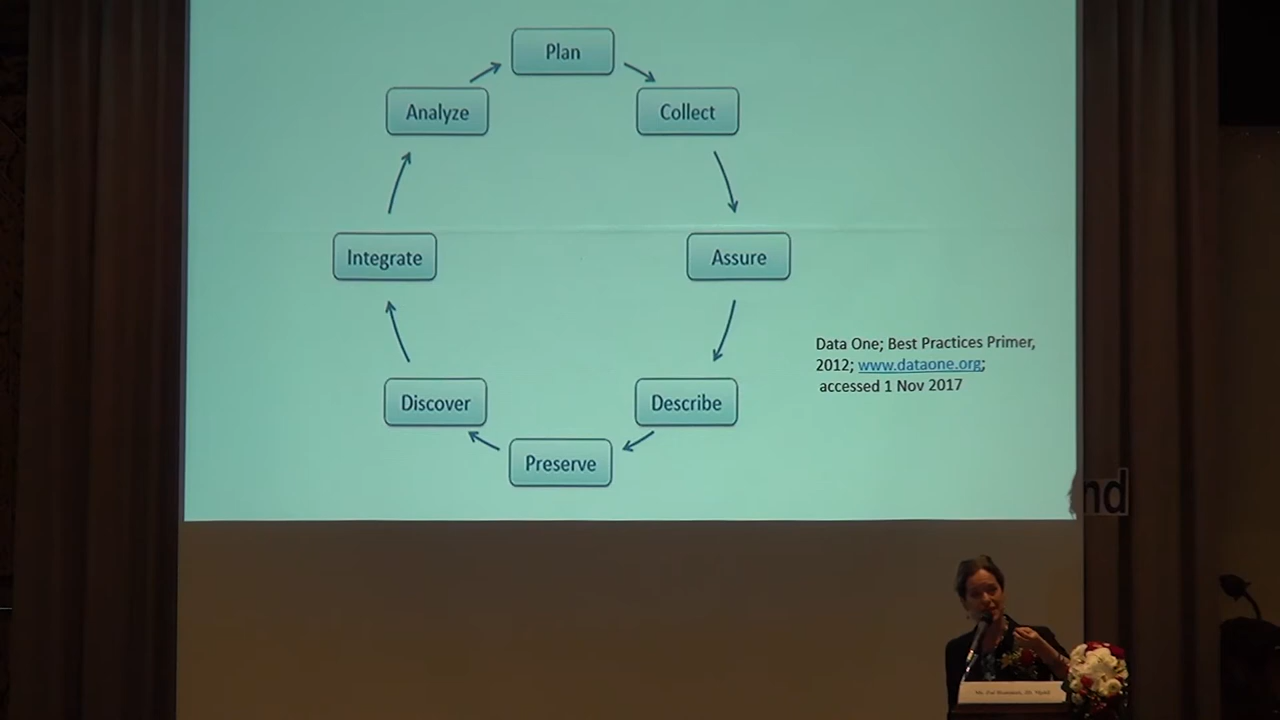 Plan
Analyze
Collect
Integrate
Assure
Data One; Best Practices Primer,
2012; www.dataone.org;
accessed 1 Nov 2017
Discover
Describe
Preserve
nd